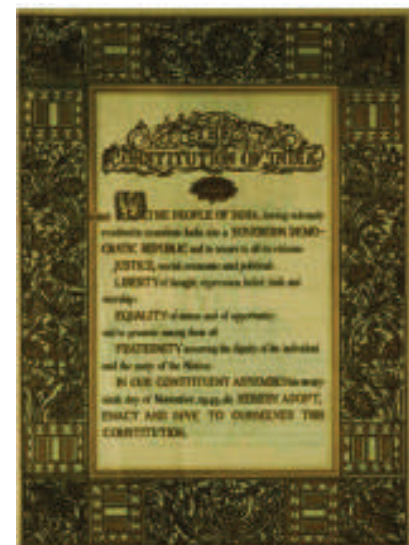 THE
CONSTITUTION OF INDIA
WE, THE PEOPLE OF INDIA, having solemnly
resolved to constitute India into a SOVEREIGN DEMO-
CRATIC REPUBLIC and to secure to all its citizens:
JUSTICE, social, economic and political;
LIBERTY of thought, expression, belief, faith and
worship;
EQUALITY of status and of opportunity;
and to promote among them all
FRATERNITY assuring the dignity of the individual
and the unity of the Nation;
IN OUR CONSTITUENT ASSEMBLY this twenty-
sixth day of November, 1949, do HEREBY ADOPT,
ENACT AND GIVE TO OURSELVES THIS
CONSTITUTION.